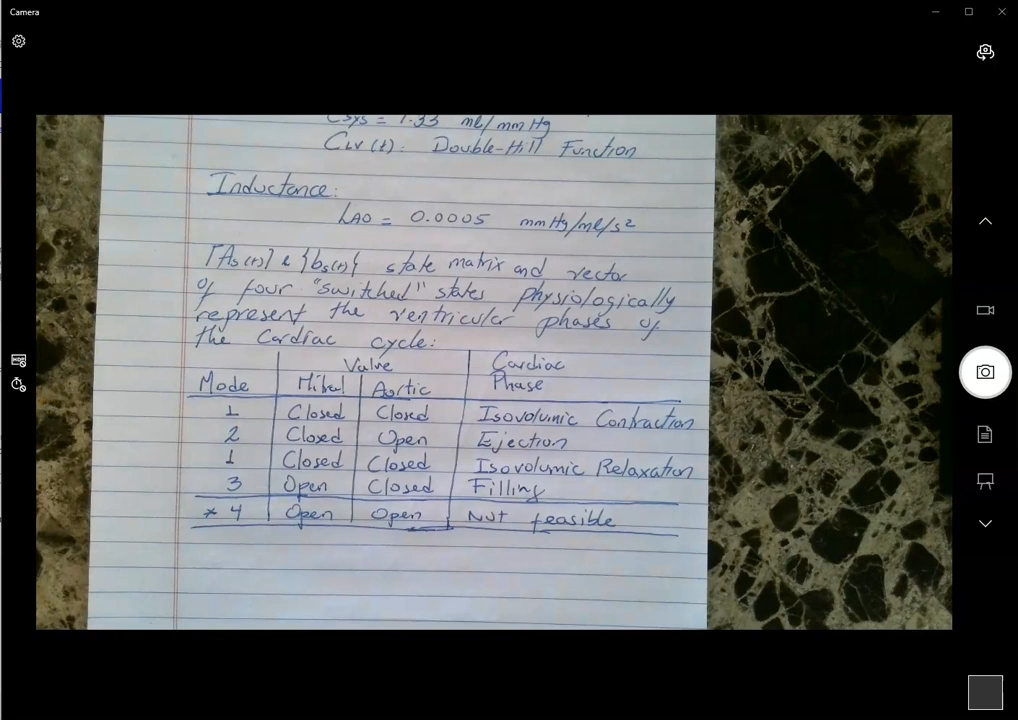 Camera
Csys = 1.33 ml/mmHg
CLV(t): Double-Hill Function
Inductance:
LAO = 0.0005 mmHg/ml/s²
[As(t)] & {bs(t)} state matrix and vector
of four "switched" states physiologically
represent the ventricular phases of
the Cardiac cycle:
Valve Cardiac
Mode Mitral Aortic Phase
1 Closed Closed Isovolumic Contraction
2 Closed Open Ejection
1 Closed Closed Isovolumic Relaxation
3 Open Closed Filling
* 4 Open Open Not feasible